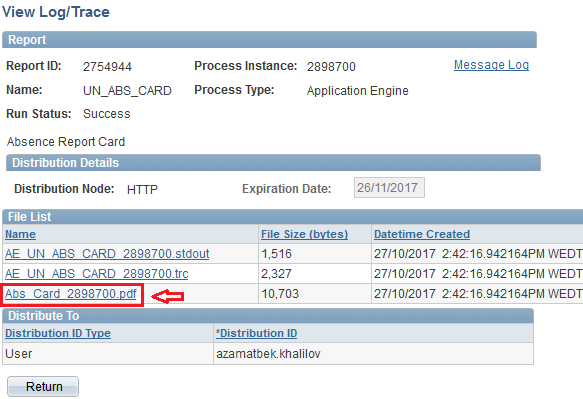 View Log/Trace
Report
Report ID: 2754944 Process Instance: 2898700 Message Log
Name: UN_ABS_CARD Process Type: Application Engine
Run Status: Success
Absence Report Card
Distribution Details
Distribution Node: HTTP Expiration Date: 26/11/2017
File List
Name File Size (bytes) Datetime Created
AE_UN_ABS_CARD_2898700.stdout 1,516 27/10/2017 2:42:16.942164PM WEDT
AE_UN_ABS_CARD_2898700.trc 2,327 27/10/2017 2:42:16.942164PM WEDT
Abs_Card_2898700.pdf 10,703 27/10/2017 2:42:16.942164PM WEDT
Distribute To
Distribution ID Type *Distribution ID
User azamatbek.khalilov
Return